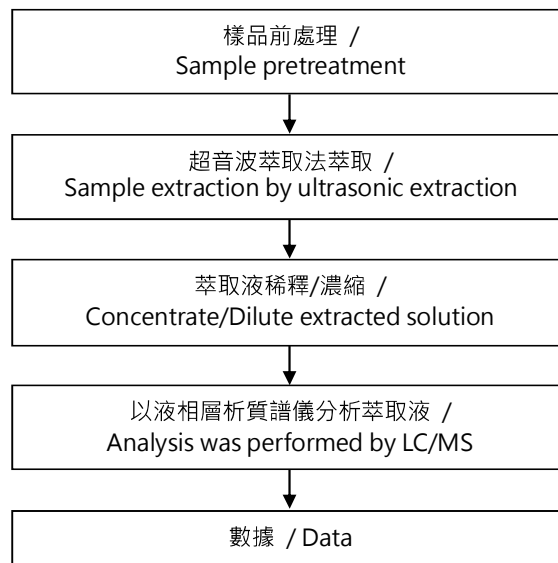 樣品前處理 /
Sample pretreatment
超音波萃取法萃取 /
Sample extraction by ultrasonic extraction
萃取液稀釋/濃縮 /
Concentrate/Dilute extracted solution
以液相層析質譜儀分析萃取液 /
Analysis was performed by LC/MS
數據 / Data